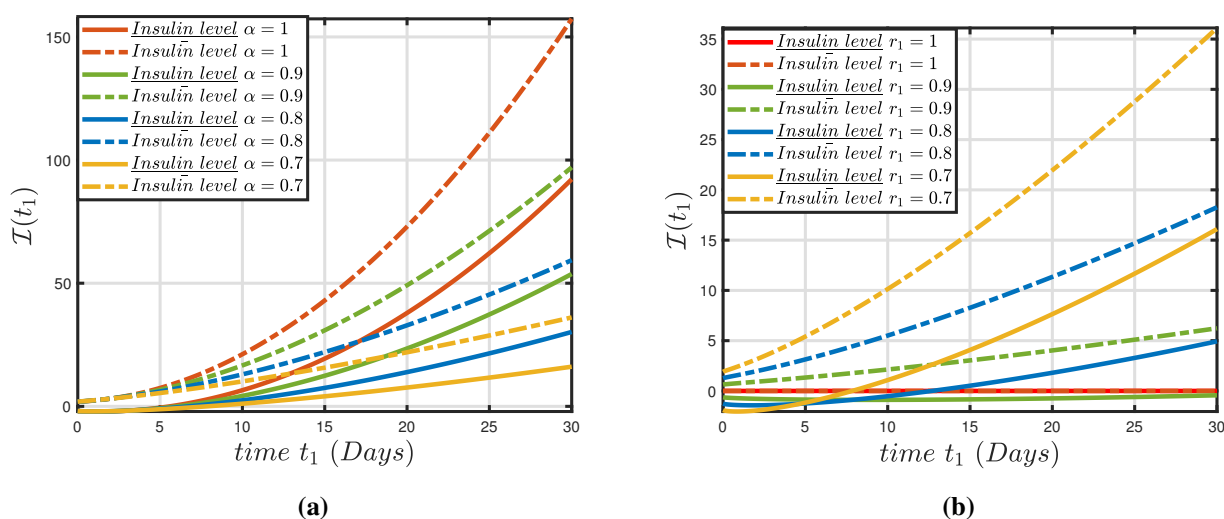 150
100
50
0
0 5 10 15 20 25 30
I(t₁)
time t₁ (Days)
Insulin level α = 1
Insulin level α = 1
Insulin level α = 0.9
Insulin level α = 0.9
Insulin level α = 0.8
Insulin level α = 0.8
Insulin level α = 0.7
Insulin level α = 0.7
(a)
35
30
25
20
15
10
5
0
-5
0 5 10 15 20 25 30
I(t₁)
time t₁ (Days)
Insulin level r₁ = 1
Insulin level r₁ = 1
Insulin level r₁ = 0.9
Insulin level r₁ = 0.9
Insulin level r₁ = 0.8
Insulin level r₁ = 0.8
Insulin level r₁ = 0.7
Insulin level r₁ = 0.7
(b)